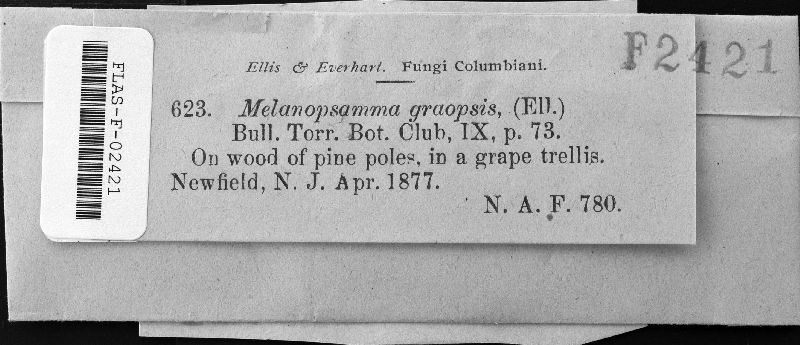 F2421
Ellis & Everhart. Fungi Columbiani.
623. Melanopsamma graopsis, (Ell.)
Bull. Torr. Bot. Club, IX, p. 73.
On wood of pine poles, in a grape trellis.
Newfield, N. J. Apr. 1877.
N. A. F. 780.
FLAS-F-02421